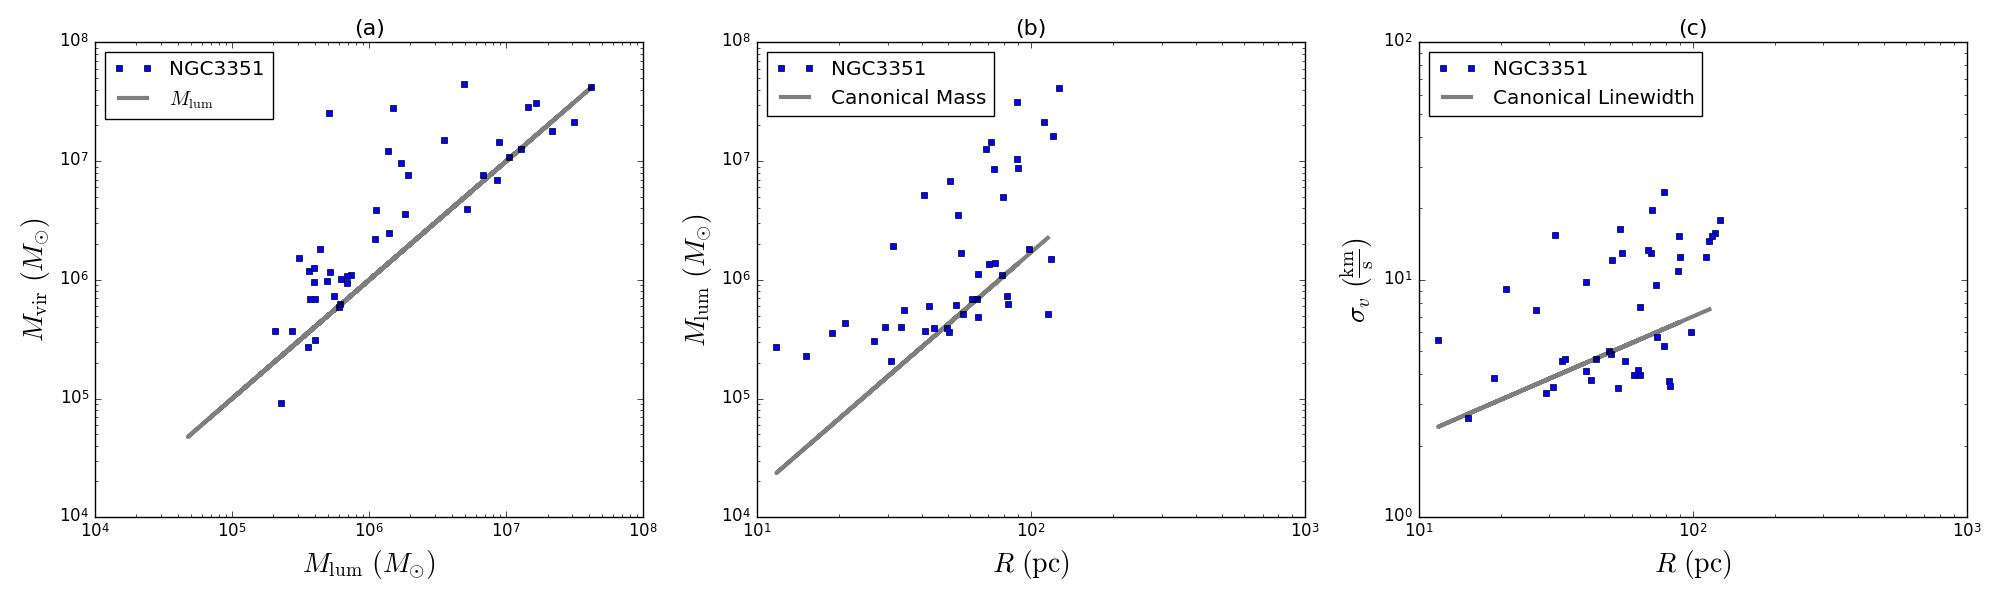 (a)
NGC3351
M_lum
10^8
10^7
10^6
10^5
10^4
M_vir (M_⊙)
10^4 10^5 10^6 10^7 10^8
M_lum (M_⊙)
(b)
NGC3351
Canonical Mass
10^8
10^7
10^6
10^5
10^4
M_lum (M_⊙)
10^1 10^2 10^3
R (pc)
(c)
NGC3351
Canonical Linewidth
10^2
10^1
10^0
σ_v (km/s)
10^1 10^2 10^3
R (pc)